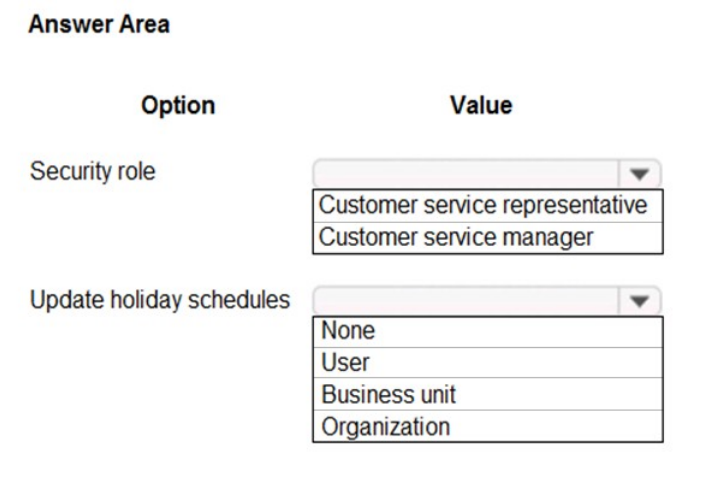 Answer Area
Option Value
Security role
Customer service representative
Customer service manager
Update holiday schedules
None
User
Business unit
Organization